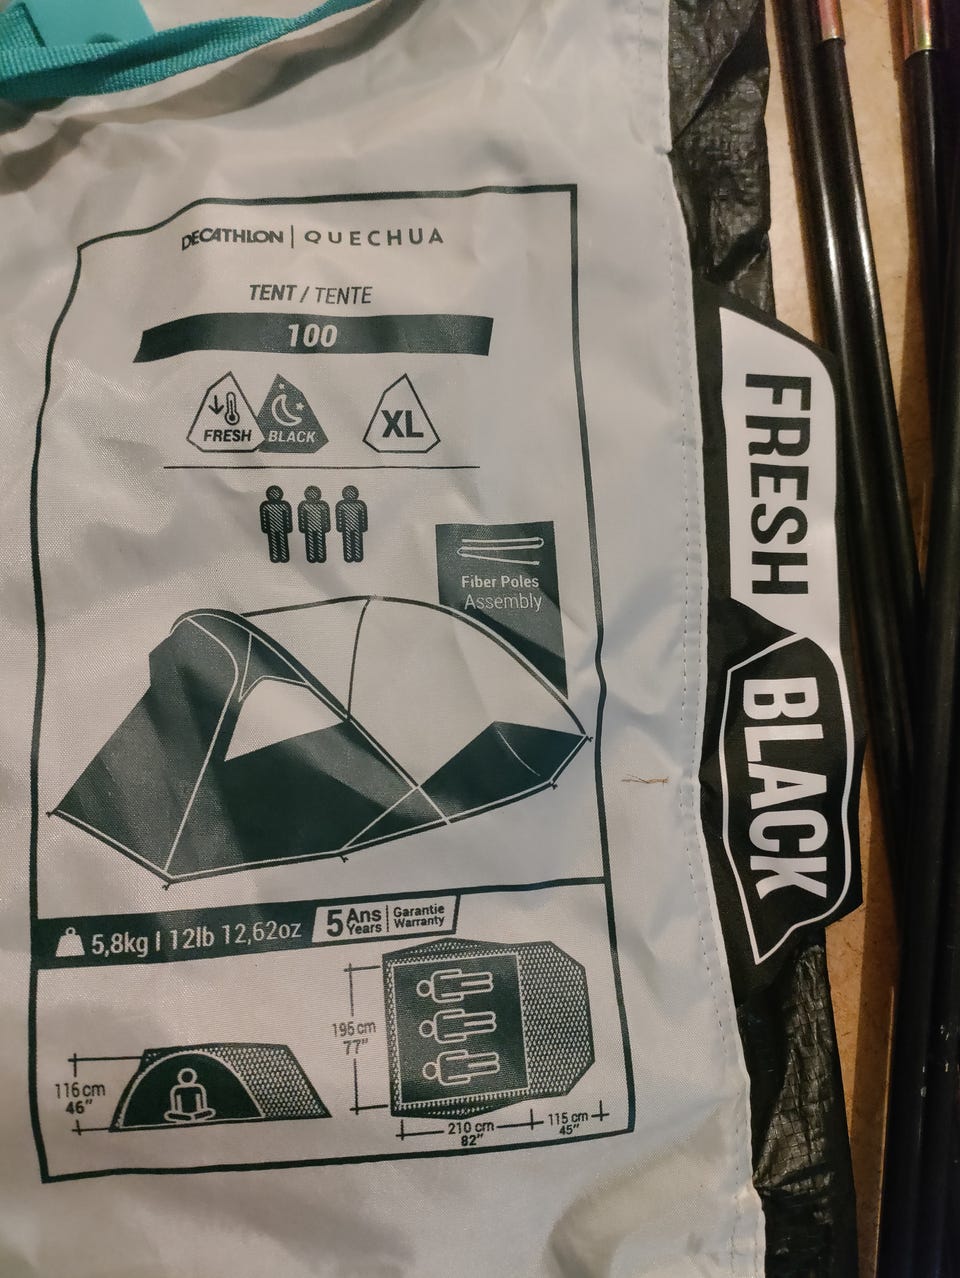 DECATHLON | QUECHUA
TENT / TENTE
100
FRESH BLACK XL
Fiber Poles
Assembly
5,8kg | 12lb 12,62oz
5 Ans Years | Garantie Warranty
116 cm
46"
195 cm
77"
210 cm
82"
115 cm
45"
FRESH
BLACK